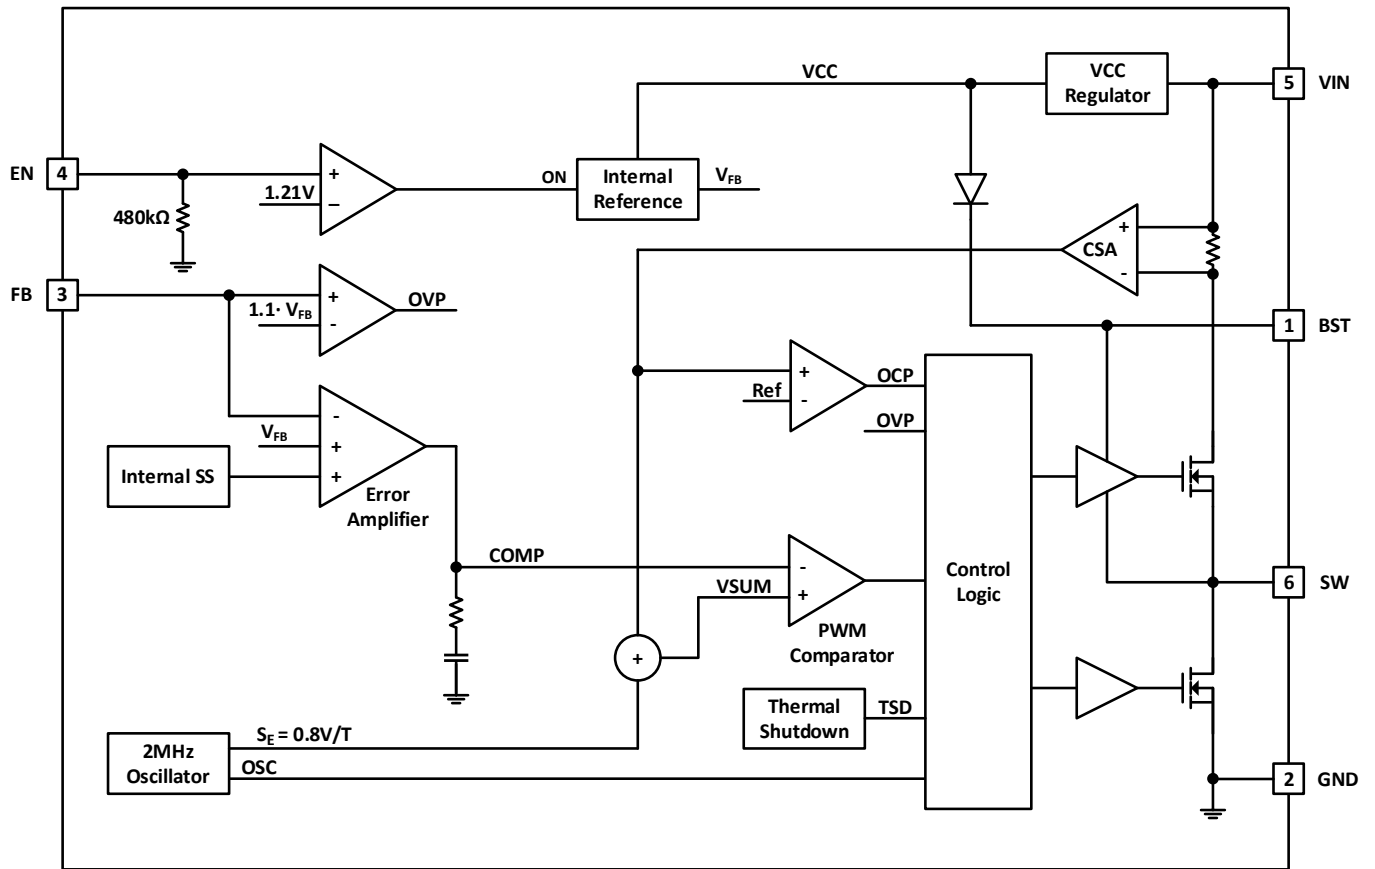 VCC
VCC
Regulator
5
VIN
EN
4
+
1.21V
−
480kΩ
ON
Internal
Reference
VFB
+
CSA
-
FB
3
+
1.1· VFB
-
OVP
1
BST
+
Ref
-
OCP
OVP
-
VFB
+
Internal SS
+
Error
Amplifier
COMP
-
VSUM
+
PWM
Comparator
Control
Logic
6
SW
+
Thermal
Shutdown
TSD
SE = 0.8V/T
2MHz
Oscillator
OSC
2
GND